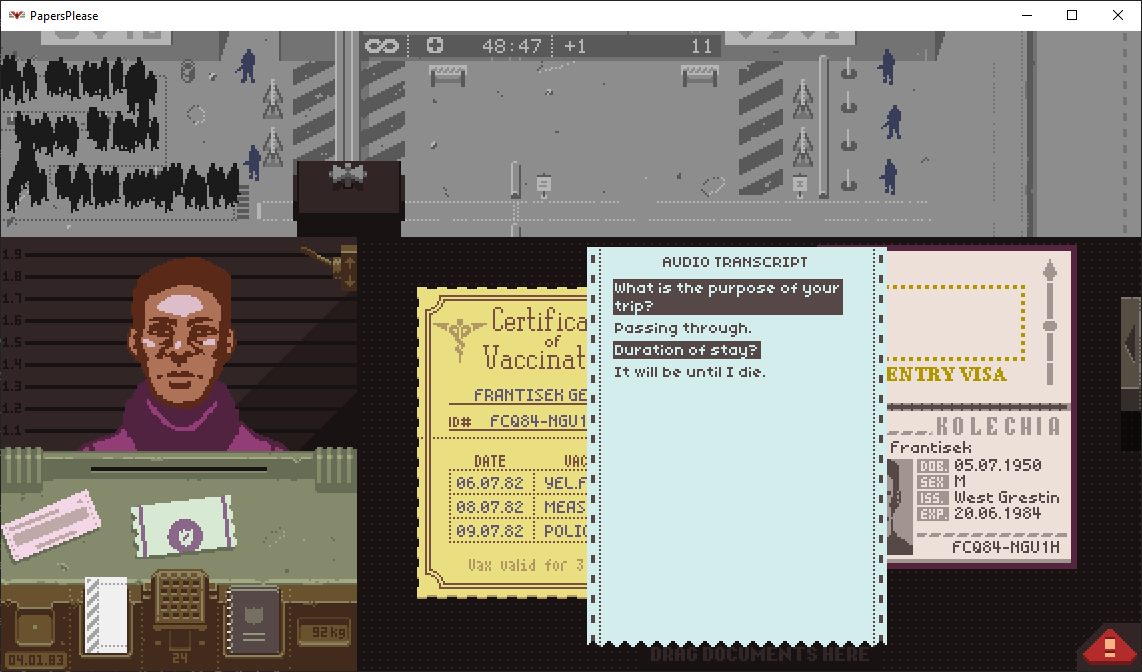 PapersPlease
48:47
+1
11
1.9
1.8
1.7
1.6
1.5
1.4
1.3
1.2
1.1
AUDIO TRANSCRIPT
What is the purpose of your
trip?
Passing through.
Duration of stay?
It will be until I die.
Certifica
of
Vaccinat
FRANTISEK GE
ID# FCQ84-NGU1
DATE VAC
06.07.82 YEL.F
08.07.82 MEAS
09.07.82 POLIO
Vax valid for 3
ENTRY VISA
KOLECHIA
Frantisek
DOB. 05.07.1950
SEX M
ISS. West Grestin
EXP. 20.06.1984
FCQ84-NGU1H
92kg
04.01.83
24
DRAG DOCUMENTS HERE